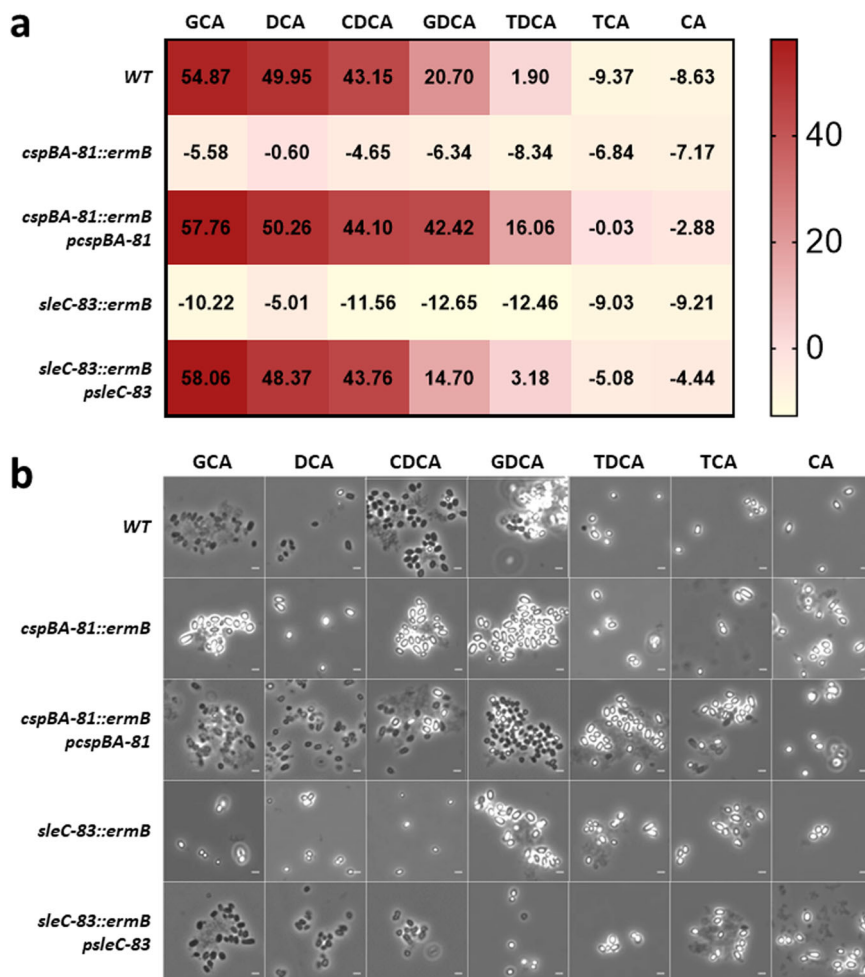 a
GCA DCA CDCA GDCA TDCA TCA CA
WT 54.87 49.95 43.15 20.70 1.90 -9.37 -8.63
cspBA-81::ermB -5.58 -0.60 -4.65 -6.34 -8.34 -6.84 -7.17
cspBA-81::ermB
pcspBA-81 57.76 50.26 44.10 42.42 16.06 -0.03 -2.88
sleC-83::ermB -10.22 -5.01 -11.56 -12.65 -12.46 -9.03 -9.21
sleC-83::ermB
psleC-83 58.06 48.37 43.76 14.70 3.18 -5.08 -4.44
40
20
0
b
GCA DCA CDCA GDCA TDCA TCA CA
WT
cspBA-81::ermB
cspBA-81::ermB
pcspBA-81
sleC-83::ermB
sleC-83::ermB
psleC-83